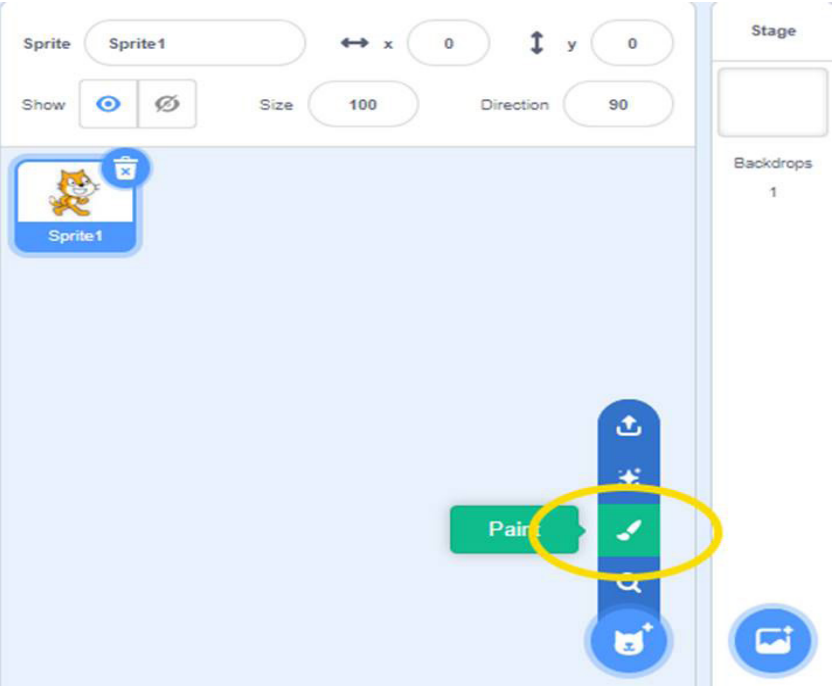 Sprite Sprite1 x 0 y 0
Show Size 100 Direction 90
Sprite1
Paint
Stage
Backdrops
1